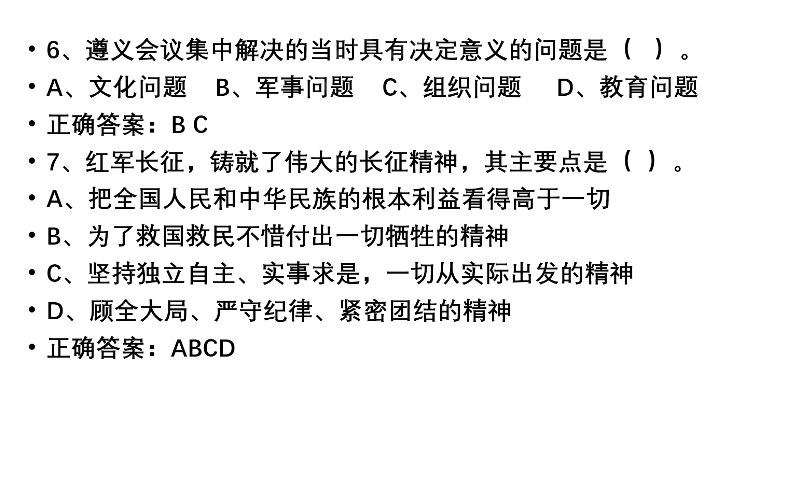 • 6、遵义会议集中解决的当时具有决定意义的问题是（  ）。
• A、文化问题  B、军事问题  C、组织问题  D、教育问题
• 正确答案：B C
• 7、红军长征，铸就了伟大的长征精神，其主要点是（ ）。
• A、把全国人民和中华民族的根本利益看得高于一切
• B、为了救国救民不惜付出一切牺牲的精神
• C、坚持独立自主、实事求是，一切从实际出发的精神
• D、顾全大局、严守纪律、紧密团结的精神
• 正确答案：ABCD